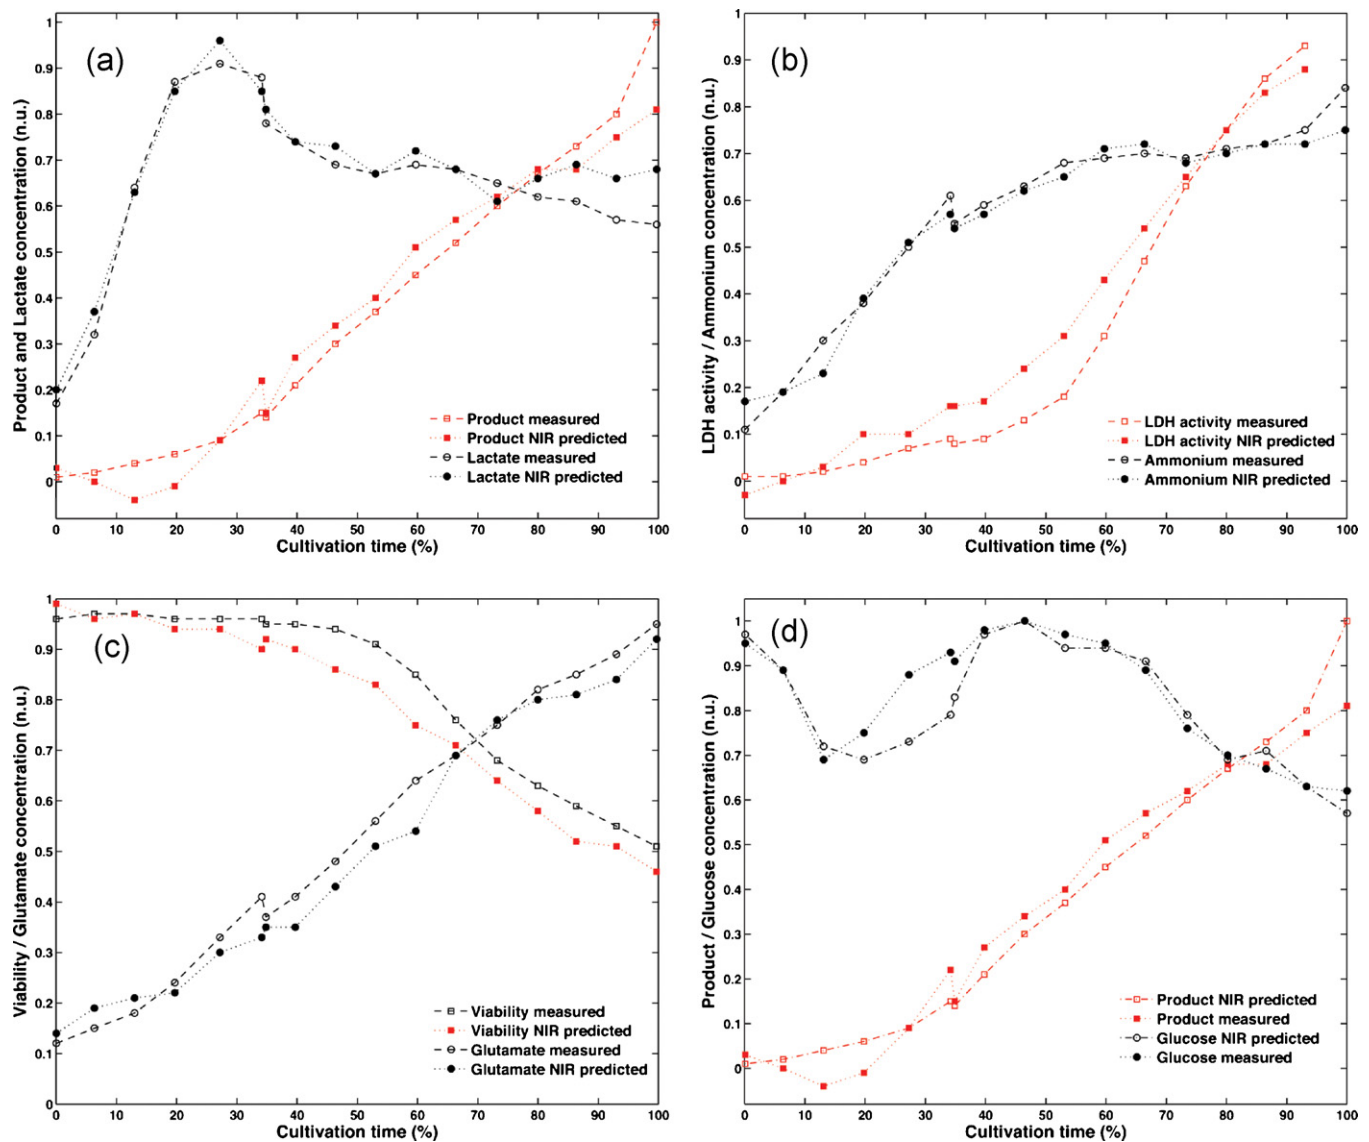 (a)
Product and Lactate concentration (n.u.)
1
0.9
0.8
0.7
0.6
0.5
0.4
0.3
0.2
0.1
0
Product measured
Product NIR predicted
Lactate measured
Lactate NIR predicted
0 10 20 30 40 50 60 70 80 90 100
Cultivation time (%)
(b)
LDH activity / Ammonium concentration (n.u.)
1
0.9
0.8
0.7
0.6
0.5
0.4
0.3
0.2
0.1
0
LDH activity measured
LDH activity NIR predicted
Ammonium measured
Ammonium NIR predicted
0 10 20 30 40 50 60 70 80 90 100
Cultivation time (%)
(c)
Viability / Glutamate concentration (n.u.)
1
0.9
0.8
0.7
0.6
0.5
0.4
0.3
0.2
0.1
0
Viability measured
Viability NIR predicted
Glutamate measured
Glutamate NIR predicted
0 10 20 30 40 50 60 70 80 90 100
Cultivation time (%)
(d)
Product / Glucose concentration (n.u.)
1
0.9
0.8
0.7
0.6
0.5
0.4
0.3
0.2
0.1
0
Product NIR predicted
Product measured
Glucose NIR predicted
Glucose measured
0 10 20 30 40 50 60 70 80 90 100
Cultivation time (%)